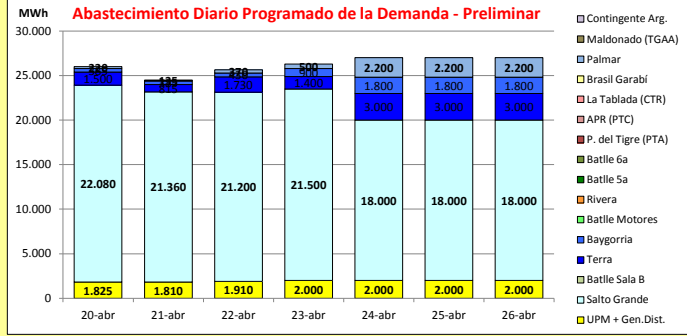 MWh
Abastecimiento Diario Programado de la Demanda - Preliminar
30.000
25.000
20.000
15.000
10.000
5.000
0
500
2.200
2.200
2.200
900
1.800
1.800
1.800
1.500
1.730
1.400
3.000
3.000
3.000
22.080
21.360
21.200
21.500
18.000
18.000
18.000
1.825
1.810
1.910
2.000
2.000
2.000
2.000
20-abr
21-abr
22-abr
23-abr
24-abr
25-abr
26-abr
Contingente Arg.
Maldonado (TGAA)
Palmar
Brasil Garabí
La Tablada (CTR)
APR (PTC)
P. del Tigre (PTA)
Batlle 6a
Batlle 5a
Rivera
Batlle Motores
Baygorria
Terra
Batlle Sala B
Salto Grande
UPM + Gen.Dist.